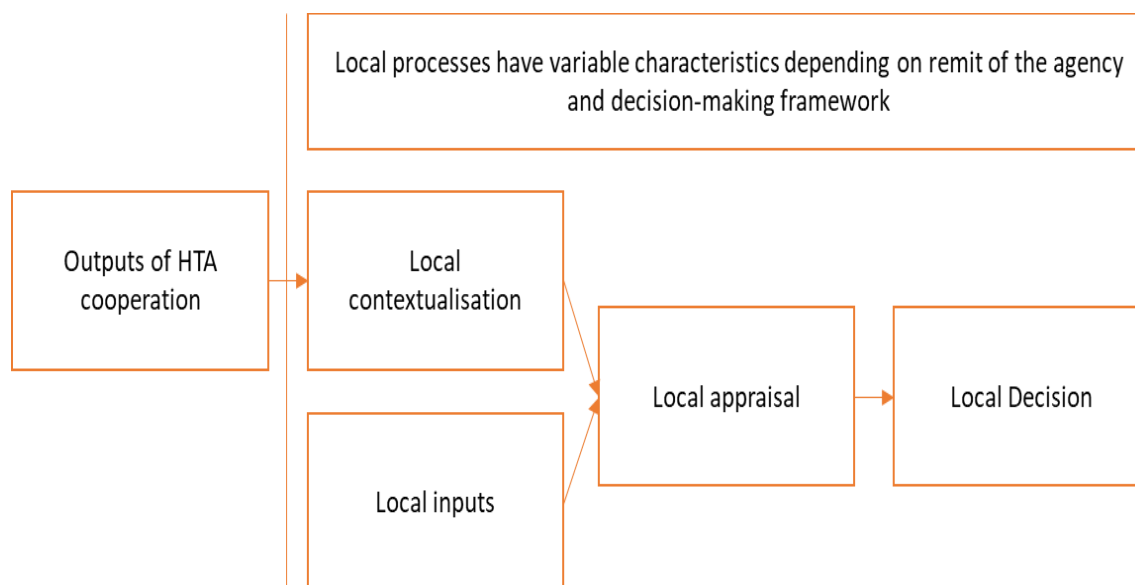 Local processes have variable characteristics depending on remit of the agency
and decision-making framework
Outputs of HTA
cooperation
Local
contextualisation
Local inputs
Local appraisal
Local Decision